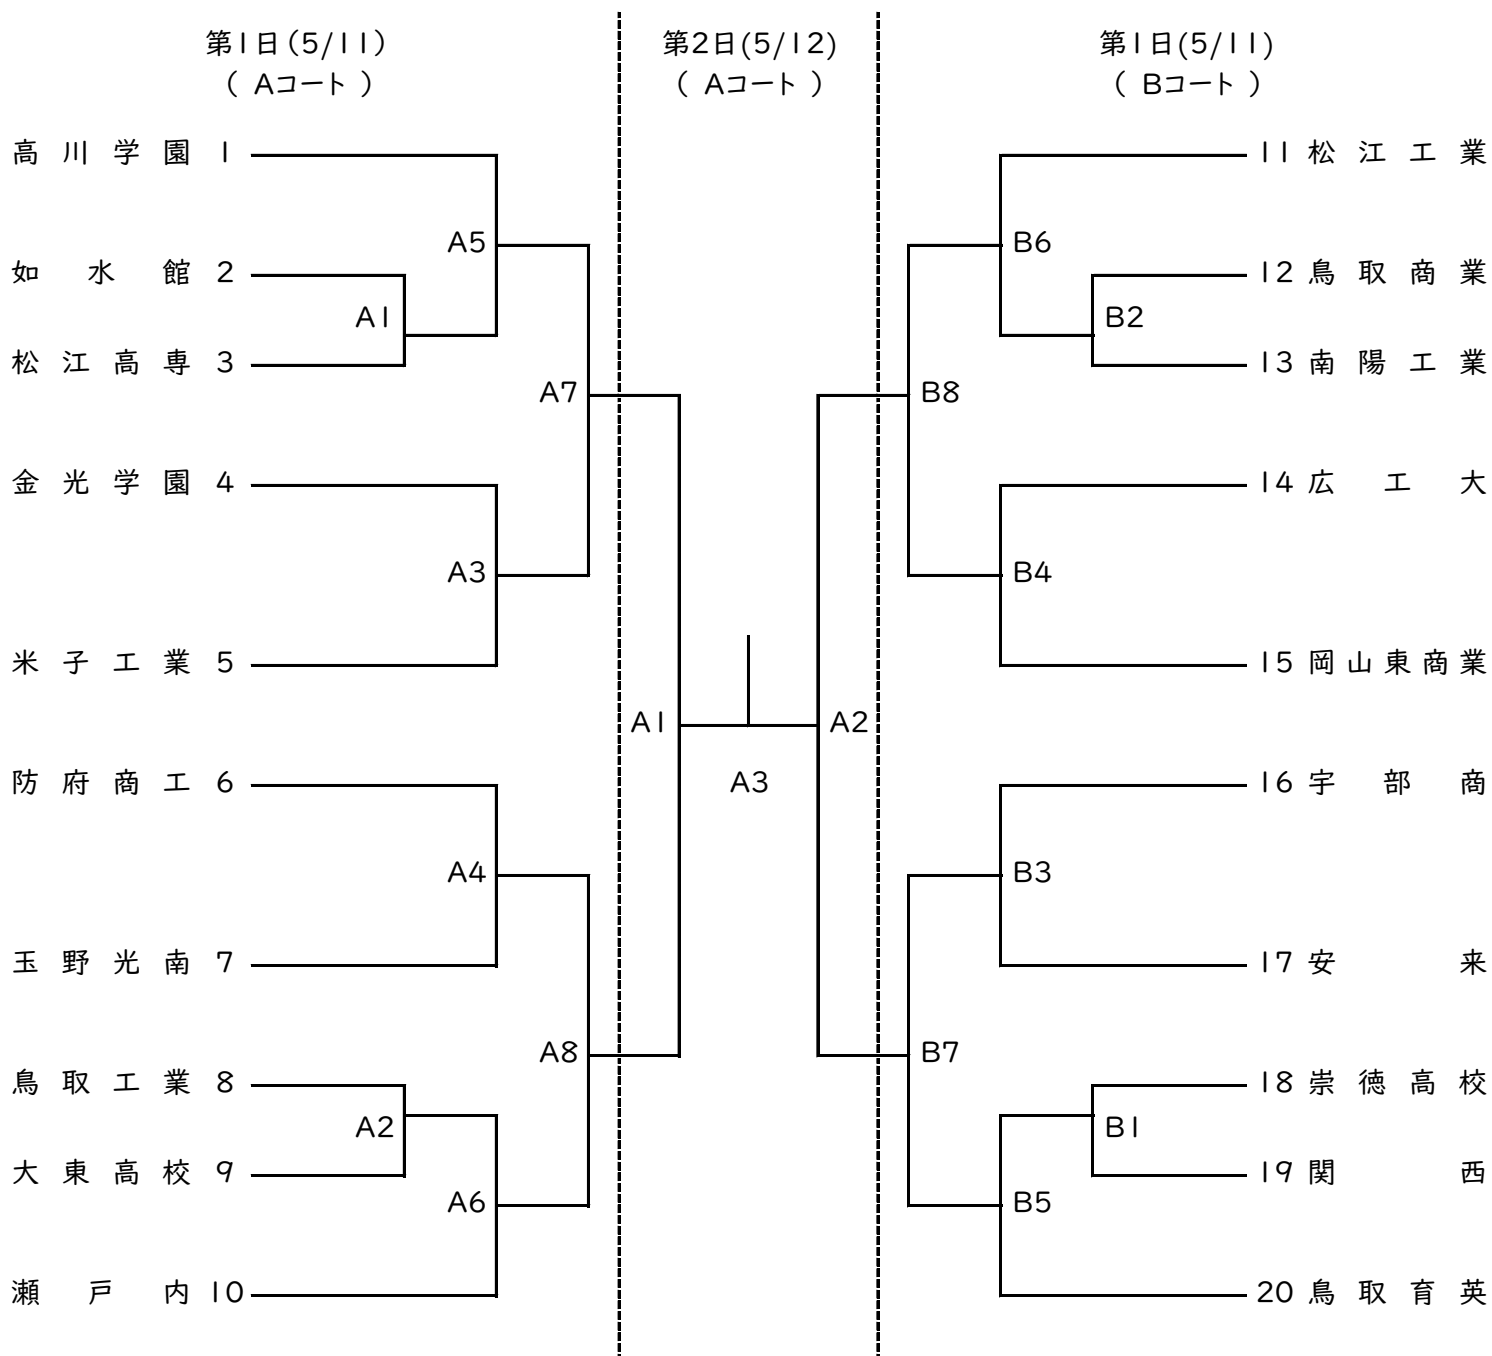 第1日(5/11)
( Aコート )
第2日(5/12)
( Aコート )
第1日(5/11)
( Bコート )
高川学園 1
如水館 2
松江高専 3
金光学園 4
米子工業 5
防府商工 6
玉野光南 7
鳥取工業 8
大東高校 9
瀬戸内 10
A5
A1
A7
A3
A4
A8
A2
A6
A1
A3
A2
B6
B2
B8
B4
B3
B7
B1
B5
11 松江工業
12 鳥取商業
13 南陽工業
14 広工大
15 岡山東商業
16 宇部商
17 安来
18 崇徳高校
19 関西
20 鳥取育英